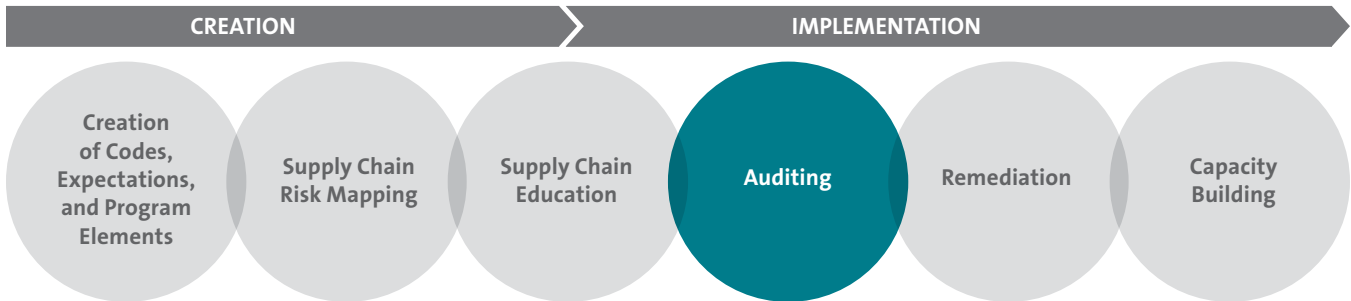 CREATION
IMPLEMENTATION
Creation
of Codes,
Expectations,
and Program
Elements
Supply Chain
Risk Mapping
Supply Chain
Education
Auditing
Remediation
Capacity
Building